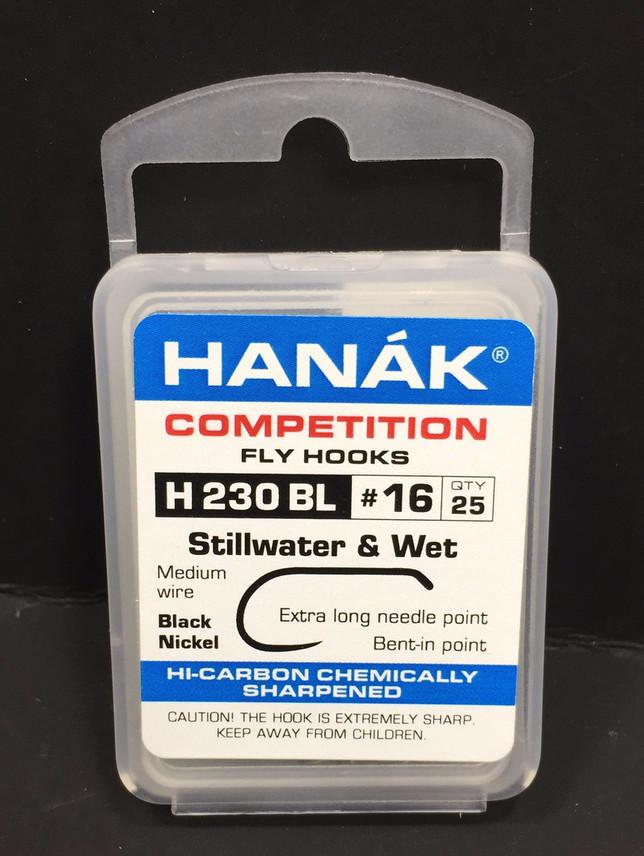 HANÁK®
COMPETITION
FLY HOOKS
H 230 BL #16 QTY 25
Stillwater & Wet
Medium
wire
Black
Nickel
Extra long needle point
Bent-in point
HI-CARBON CHEMICALLY
SHARPENED
CAUTION! THE HOOK IS EXTREMELY SHARP.
KEEP AWAY FROM CHILDREN.